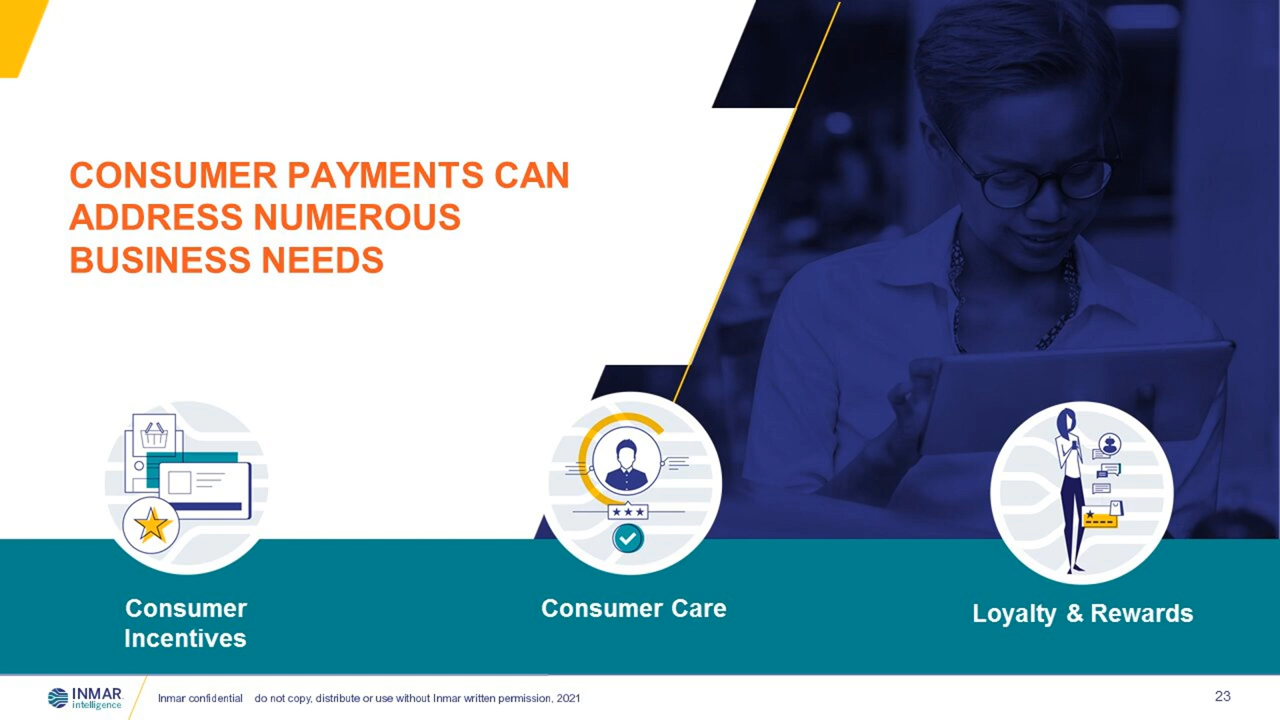 CONSUMER PAYMENTS CAN
ADDRESS NUMEROUS
BUSINESS NEEDS
Consumer
Incentives
Consumer Care
Loyalty & Rewards
INMAR
intelligence
Inmar confidential do not copy, distribute or use without Inmar written permission, 2021
23